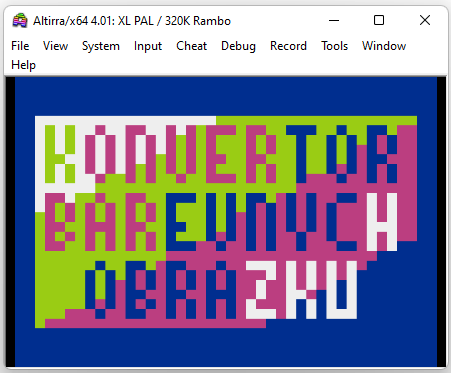 Altirra/x64 4.01: XL PAL / 320K Rambo
File View System Input Cheat Debug Record Tools Window
Help
KONVERTOR
BAREVNYCH
OBRAZKU